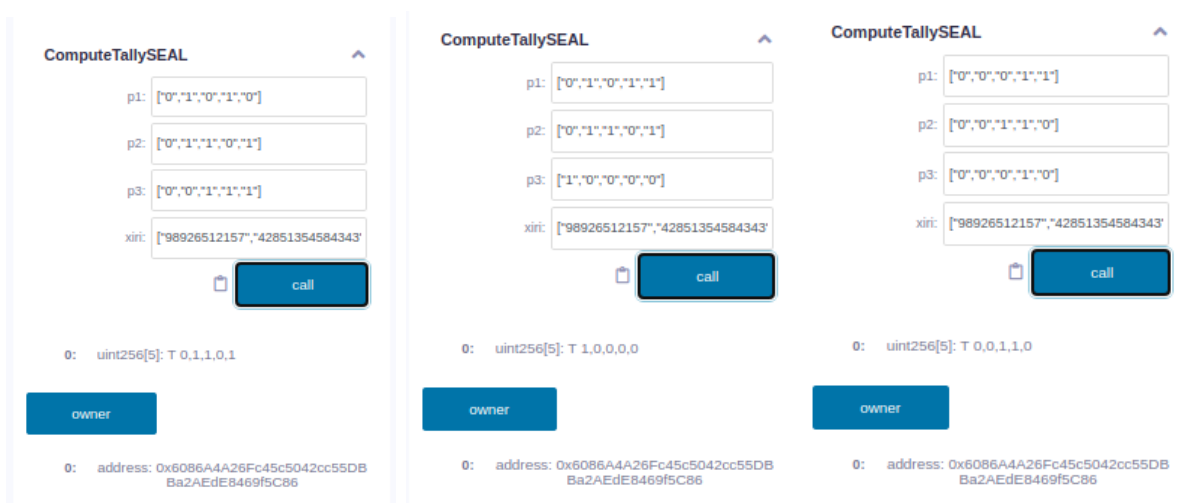 ComputeTallySEAL
p1: ["0","1","0","1","0"]
p2: ["0","1","1","0","1"]
p3: ["0","0","1","1","1"]
xiri: ["98926512157","42851354584343"
call
0: uint256[5]: T 0,1,1,0,1
owner
0: address: 0x6086A4A26Fc45c5042cc55DB
Ba2AEdE8469f5C86
ComputeTallySEAL
p1: ["0","1","0","1","1"]
p2: ["0","1","1","0","1"]
p3: ["1","0","0","0","0"]
xiri: ["98926512157","42851354584343"
call
0: uint256[5]: T 1,0,0,0,0
owner
0: address: 0x6086A4A26Fc45c5042cc55DB
Ba2AEdE8469f5C86
ComputeTallySEAL
p1: ["0","0","0","1","1"]
p2: ["0","0","1","1","0"]
p3: ["0","0","0","1","0"]
xiri: ["98926512157","42851354584343"
call
0: uint256[5]: T 0,0,1,1,0
owner
0: address: 0x6086A4A26Fc45c5042cc55DB
Ba2AEdE8469f5C86